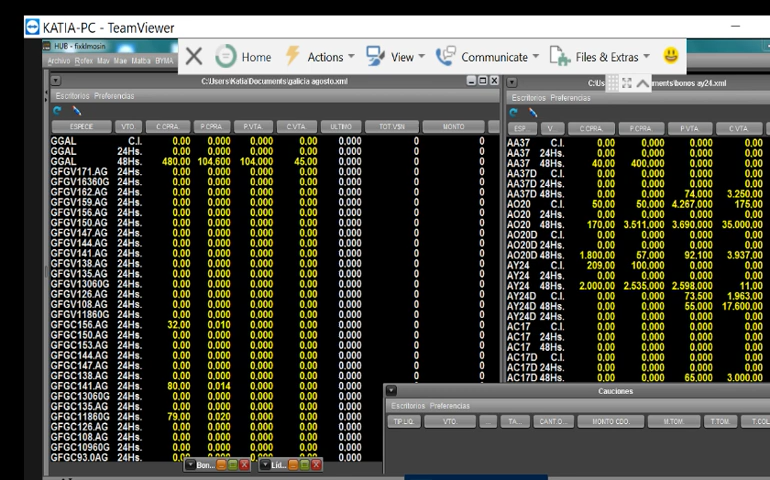 KATIA-PC - TeamViewer
HUB - fixklmosin
Home Actions View Communicate Files & Extras
Archivo Rofex Mav Mae Matba BYMA
C:\Users\Katia\Documents\galicia agosto.xml
Escritorios Preferencias
ESPECE VTO. C.CPRA. P.CPRA. P.VTA. C.VTA. ULTIMO TOT.V$N MONTO
GGAL C.I. 0,00 0,000 0,000 0,00 0.000 0 0
GGAL 24Hs. 0,00 0,000 0,000 0,00 0.000 0 0
GGAL 48Hs. 480,00 104.600 104.000 45,00 0.000 0 0
GFGV171.AG 24Hs. 0,00 0,000 0,000 0,00 0.000 0 0
GFGV16360G 24Hs. 0,00 0,000 0,000 0,00 0.000 0 0
GFGV162.AG 24Hs. 0,00 0,000 0,000 0,00 0.000 0 0
GFGV159.AG 24Hs. 0,00 0,000 0,000 0,00 0.000 0 0
GFGV156.AG 24Hs. 0,00 0,000 0,000 0,00 0.000 0 0
GFGV150.AG 24Hs. 0,00 0,000 0,000 0,00 0.000 0 0
GFGV147.AG 24Hs. 0,00 0,000 0,000 0,00 0.000 0 0
GFGV144.AG 24Hs. 0,00 0,000 0,000 0,00 0.000 0 0
GFGV141.AG 24Hs. 0,00 0,000 0,000 0,00 0.000 0 0
GFGV138.AG 24Hs. 0,00 0,000 0,000 0,00 0.000 0 0
GFGV135.AG 24Hs. 0,00 0,000 0,000 0,00 0.000 0 0
GFGV13060G 24Hs. 0,00 0,000 0,000 0,00 0.000 0 0
GFGV126.AG 24Hs. 0,00 0,000 0,000 0,00 0.000 0 0
GFGV108.AG 24Hs. 0,00 0,000 0,000 0,00 0.000 0 0
GFGV11860G 24Hs. 0,00 0,000 0,000 0,00 0.000 0 0
GFGC156.AG 24Hs. 32,00 0,010 0,000 0,00 0.000 0 0
GFGC150.AG 24Hs. 0,00 0,000 0,000 0,00 0.000 0 0
GFGC153.AG 24Hs. 0,00 0,000 0,000 0,00 0.000 0 0
GFGC144.AG 24Hs. 0,00 0,000 0,000 0,00 0.000 0 0
GFGC147.AG 24Hs. 0,00 0,000 0,000 0,00 0.000 0 0
GFGC138.AG 24Hs. 0,00 0,000 0,000 0,00 0.000 0 0
GFGC141.AG 24Hs. 80,00 0,014 0,000 0,00 0.000 0 0
GFGC13060G 24Hs. 0,00 0,000 0,000 0,00 0.000
GFGC135.AG 24Hs. 0,00 0,000 0,000 0,00 0.000
GFGC11860G 24Hs. 79,00 0,020 0,000 0,00 0.000
GFGC126.AG 24Hs. 0,00 0,000 0,000 0,00 0.000
GFGC108.AG 24Hs. 0,00 0,000 0,000 0,00 0.000
GFGC10960G 24Hs. 0,00 0,000 0,000 0,00 0.000
GFGC93.0AG 24Hs. 0.000
Bon... Lid...
C:\Us ments\bonos ay24.xml
Escritorios Preferencias
ESP. V... C.CPRA. P.CPRA. P.VTA. C.VTA.
AA37 C.I. 0,00 0,000 0,000 0,00
AA37 24Hs. 0,00 0,000 0,000 0,00
AA37 48Hs. 40,00 400,000 0,000 0,00
AA37D C.I. 0,00 0,000 0,000 0,00
AA37D 24Hs. 0,00 0,000 0,000 0,00
AA37D 48Hs. 0,00 0,000 74,000 3.250,00
AO20 C.I. 50,00 50,000 4.267,000 175,00
AO20 24Hs. 0,00 0,000 0,000 0,00
AO20 48Hs. 170,00 3.511,000 3.690,000 35.000,00
AO20D C.I. 0,00 0,000 0,000 0,00
AO20D 24Hs. 0,00 0,000 0,000 0,00
AO20D 48Hs. 1.800,00 57,000 92,100 3.937,00
AY24 C.I. 209,00 100,000 0,000 0,00
AY24 24Hs. 0,00 0,000 0,000 0,00
AY24 48Hs. 2.000,00 2.535,000 2.598,000 11,00
AY24D C.I. 0,00 0,000 73,500 1.963,00
AY24D 48Hs. 0,00 0,000 55,000 17.600,00
AY24D 24Hs. 0,00 0,000 0,000 0,00
AC17 C.I. 0,00 0,000 0,000 0,00
AC17 24Hs. 0,00 0,000 0,000 0,00
AC17 48Hs. 0,00 0,000 0,000 0,00
AC17D C.I. 0,00 0,000 0,000 0,00
AC17D 24Hs. 0,00 0,000 0,000 0,00
AC17D 48Hs. 0,00 0,000 65,000 3.000,00
Cauciones
Escritorios Preferencias
TIP.LIQ. VTO. ... TA... CANT.O... MONTO CDO. M.TOM. T.TOM. T.COL